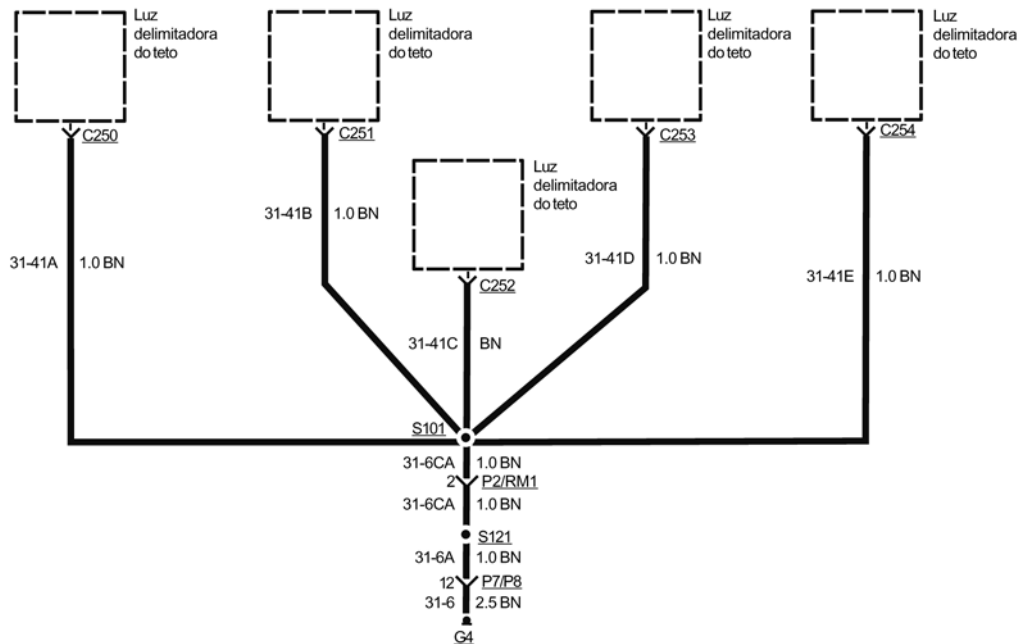 Luz
delimitadora
do teto
C250
Luz
delimitadora
do teto
C251
Luz
delimitadora
do teto
C253
Luz
delimitadora
do teto
C254
Luz
delimitadora
do teto
C252
31-41A 1.0 BN
31-41B 1.0 BN
31-41C BN
31-41D 1.0 BN
31-41E 1.0 BN
S101
31-6CA 1.0 BN
2 P2/RM1
31-6CA 1.0 BN
S121
31-6A 1.0 BN
12 P7/P8
31-6 2.5 BN
G4